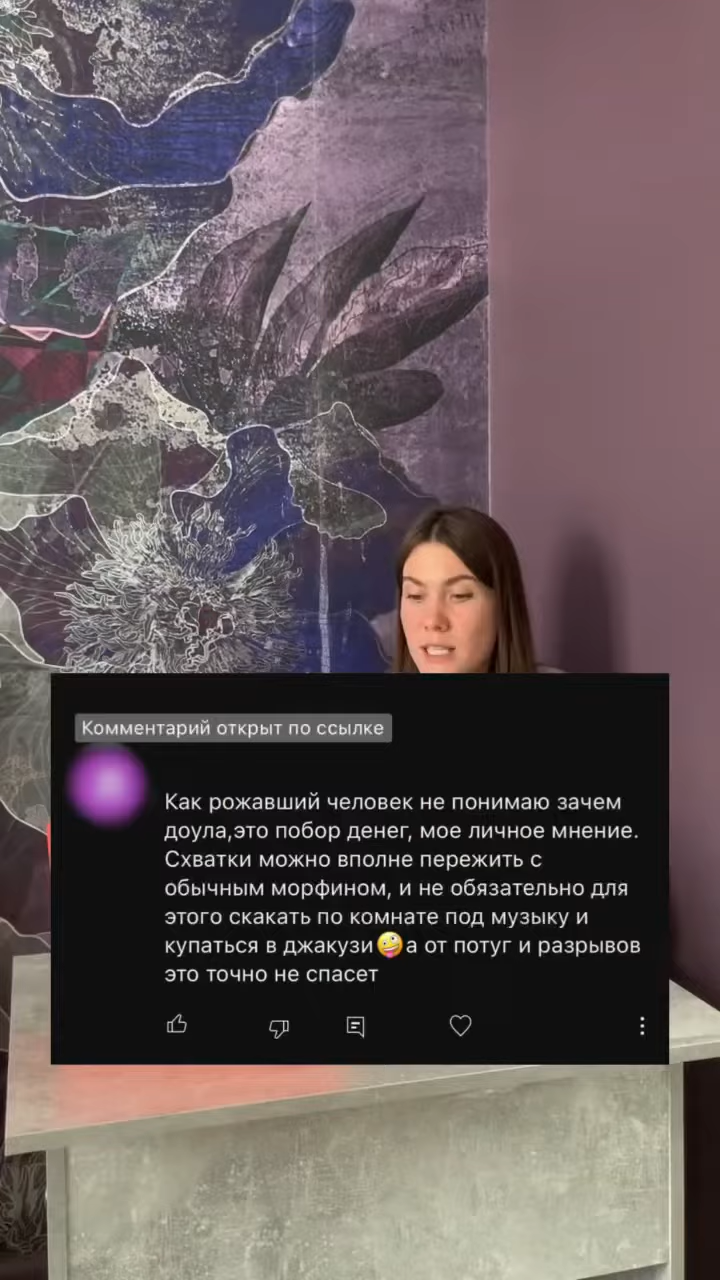 Комментарий открыт по ссылке
Как рожавший человек не понимаю зачем
доула,это побор денег, мое личное мнение.
Схватки можно вполне пережить с
обычным морфином, и не обязательно для
этого скакать по комнате под музыку и
купаться в джакузи🤪а от потуг и разрывов
это точно не спасет